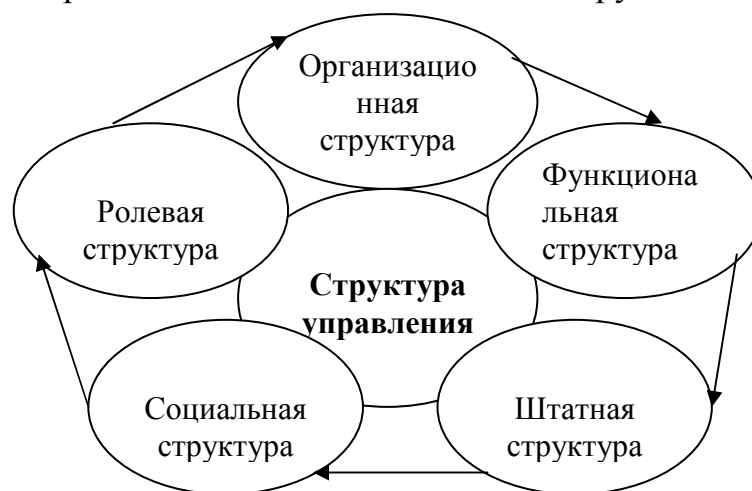 Организацио
нная
структура
Функциона
льная
структура
Ролевая
структура
Структура
управления
Социальная
структура
Штатная
структура